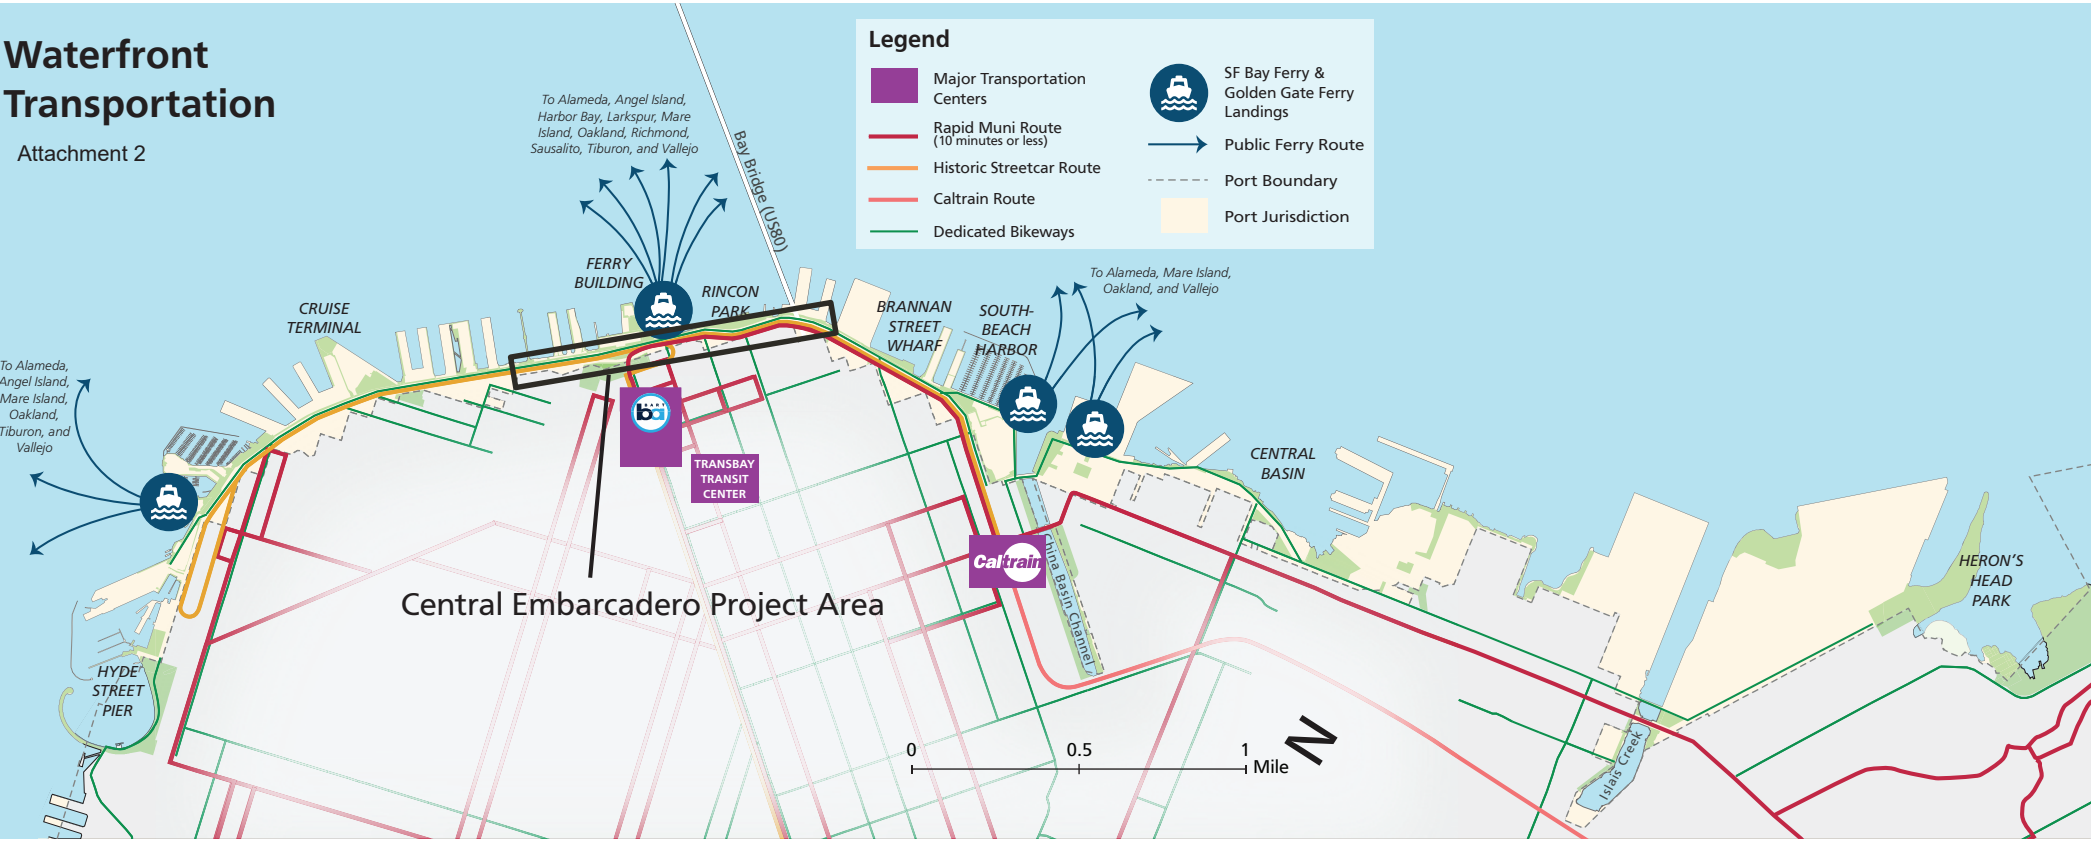 Waterfront
Transportation
Attachment 2
Legend
Major Transportation
Centers
Rapid Muni Route
(10 minutes or less)
Historic Streetcar Route
Caltrain Route
Dedicated Bikeways
SF Bay Ferry &
Golden Gate Ferry
Landings
Public Ferry Route
Port Boundary
Port Jurisdiction
To Alameda, Angel Island,
Harbor Bay, Larkspur, Mare
Island, Oakland, Richmond,
Sausalito, Tiburon, and Vallejo
Bay Bridge (US80)
FERRY
BUILDING
RINCON
PARK
CRUISE
TERMINAL
BRANNAN
STREET
WHARF
SOUTH-
BEACH
HARBOR
To Alameda, Mare Island,
Oakland, and Vallejo
To Alameda,
Angel Island,
Mare Island,
Oakland,
Tiburon, and
Vallejo
BART
ba
TRANSBAY
TRANSIT
CENTER
CENTRAL
BASIN
Caltrain
China Basin Channel
HERON'S
HEAD
PARK
Central Embarcadero Project Area
HYDE
STREET
PIER
0 0.5 1
Mile
N
Islais Creek